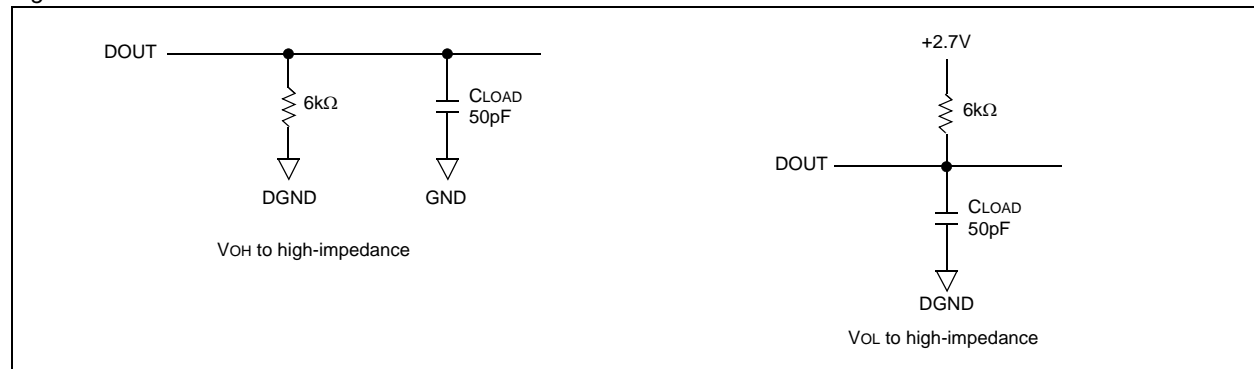 DOUT
6kΩ
CLOAD
50pF
DGND
GND
VOH to high-impedance
+2.7V
6kΩ
DOUT
CLOAD
50pF
DGND
VOL to high-impedance